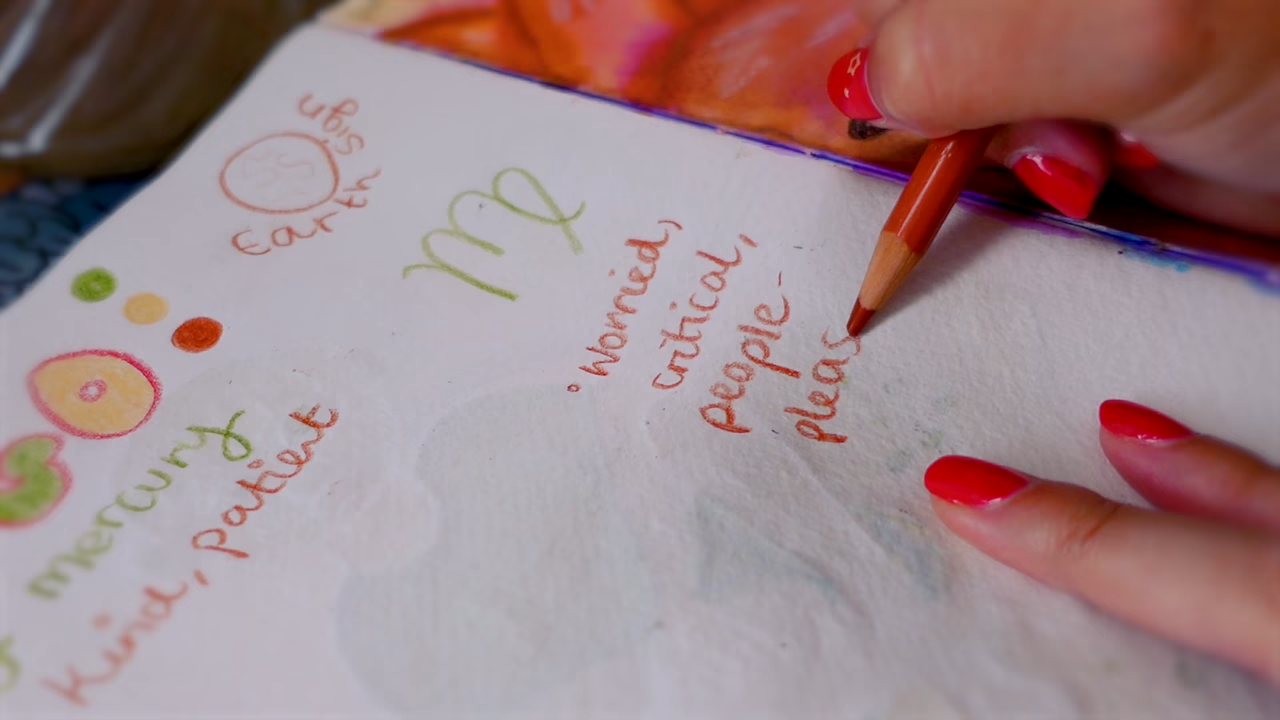 Earth sign
mercury
Kind, patient
• Worried,
critical,
people-
pleas